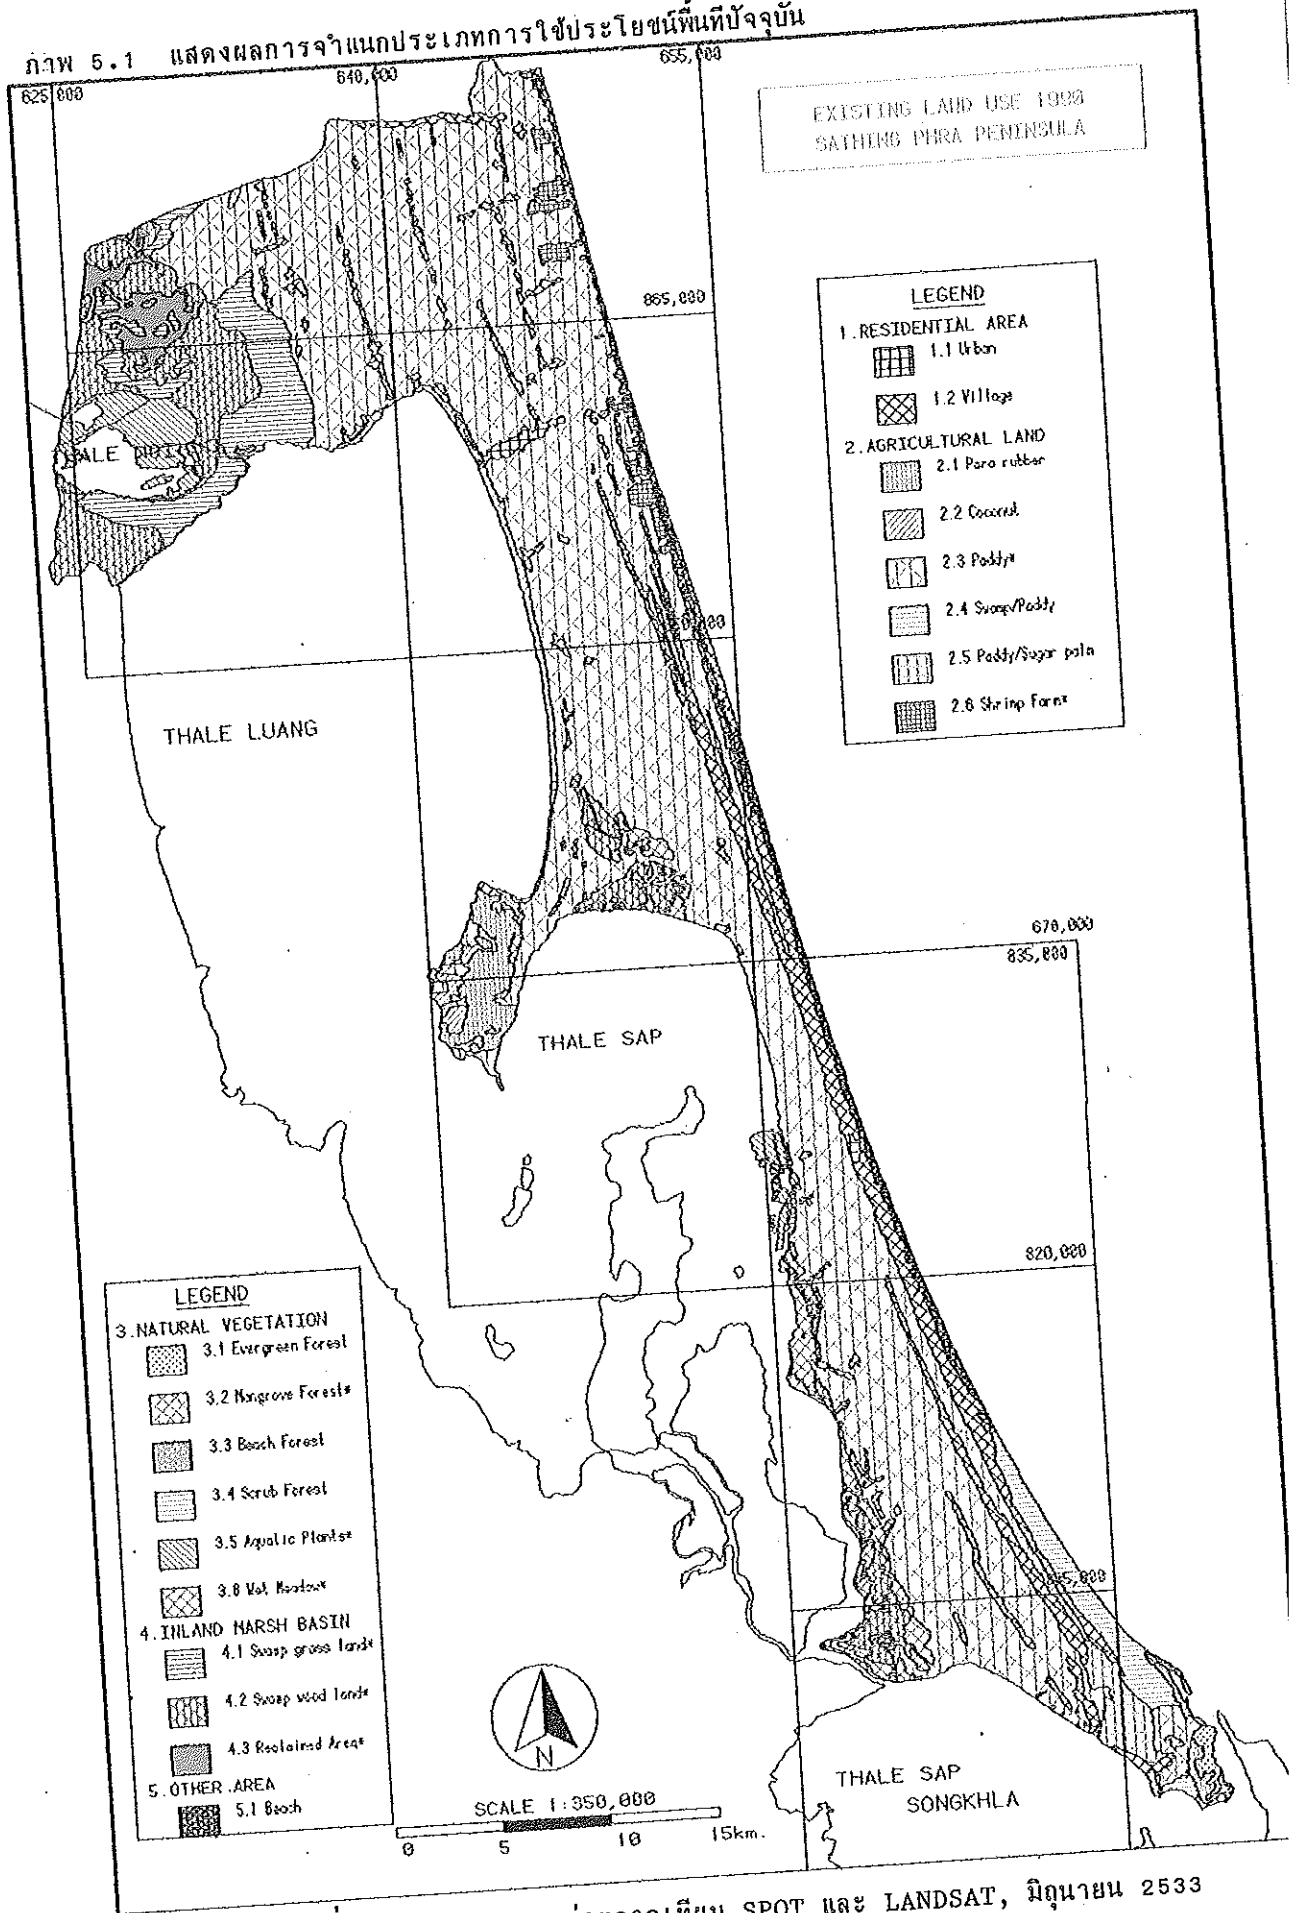 ภาพ 5.1 แสดงผลการจำแนกประเภทการใช้ประโยชน์พื้นที่ปัจจุบัน
625,000
640,000
655,000
EXISTING LAND USE 1990
SATHING PHRA PENINSULA
865,000
LEGEND
1.RESIDENTIAL AREA
1.1 Urban
1.2 Village
2.AGRICULTURAL LAND
2.1 Para rubber
2.2 Coconut
2.3 Paddy*
2.4 Swamp/Paddy
2.5 Paddy/Sugar palm
2.6 Shrimp Farm*
THALE LUANG
670,000
835,000
THALE SAP
820,000
LEGEND
3.NATURAL VEGETATION
3.1 Evergreen Forest
3.2 Mangrove Forest*
3.3 Beach Forest
3.4 Scrub Forest
3.5 Aquatic Plants*
3.6 Wet Meadow*
4.INLAND MARSH BASIN
4.1 Swamp grass land*
4.2 Swamp wood land*
4.3 Reclained Area*
5.OTHER AREA
5.1 Beach
N
SCALE 1:350,000
0 5 10 15km.
THALE SAP
SONGKHLA
SPOT และ LANDSAT, มิถุนายน 2533